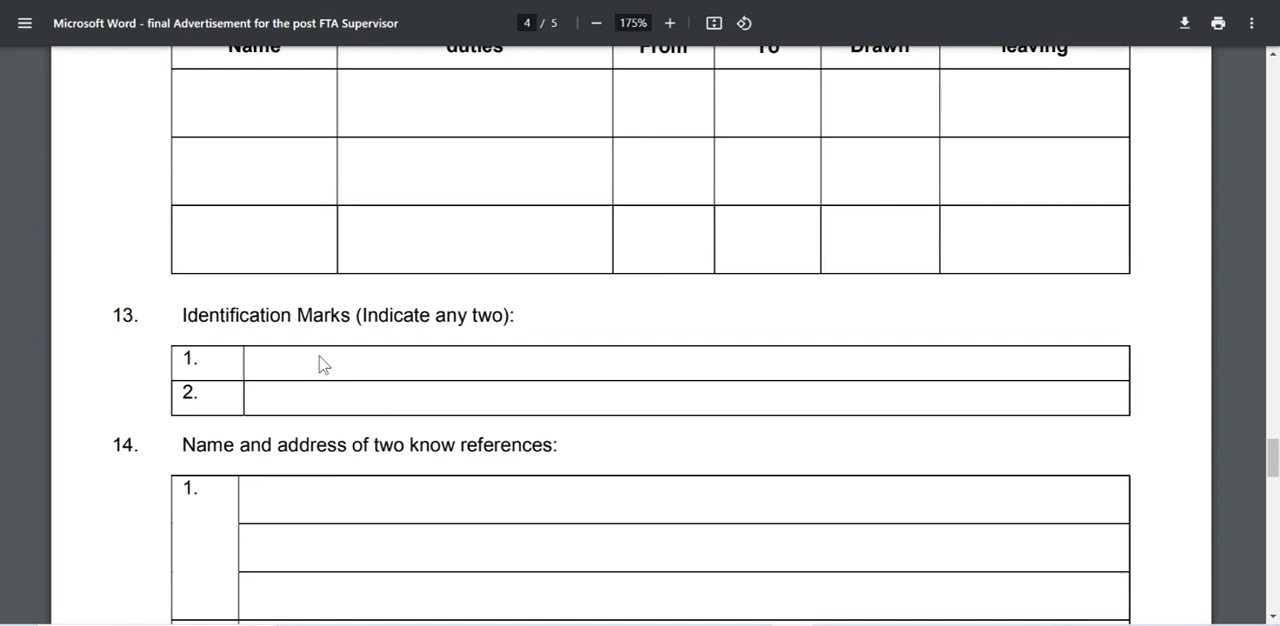 Microsoft Word - final Advertisement for the post FTA Supervisor
4 / 5
175%
Name duties From To Drawn leaving
13. Identification Marks (Indicate any two):
1.
2.
14. Name and address of two know references:
1.